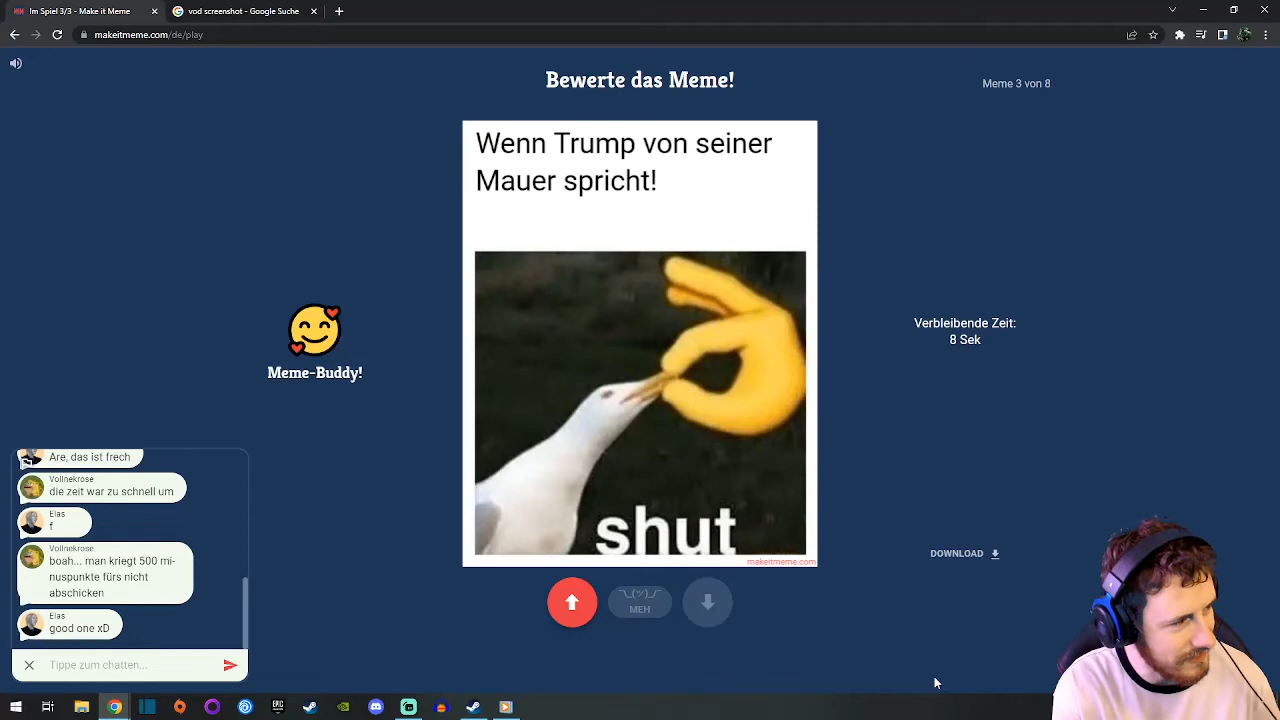 Im Spiel 3/3 - Make it Meme
vod screenshot - Google Suche
makeitmeme.com/de/play
Bewerte das Meme!
Meme 3 von 8
Wenn Trump von seiner
Mauer spricht!
shut
makeitmeme.com
Meme-Buddy!
Verbleibende Zeit:
8 Sek
Are, das ist frech
Vollnekrose
die zeit war zu schnell um
Elas
f
Vollnekrose
boah... man kriegt 500 mi-
nuspunkte fürs nicht
abschicken
Elas
good one xD
Tippe zum chatten...
¯\_(ツ)_/¯
MEH
DOWNLOAD
EPIC